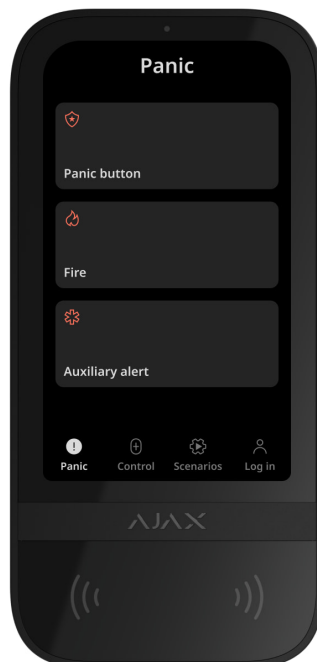 Panic
Panic button
Fire
Auxiliary alert
Panic Control Scenarios Log in
AJAX